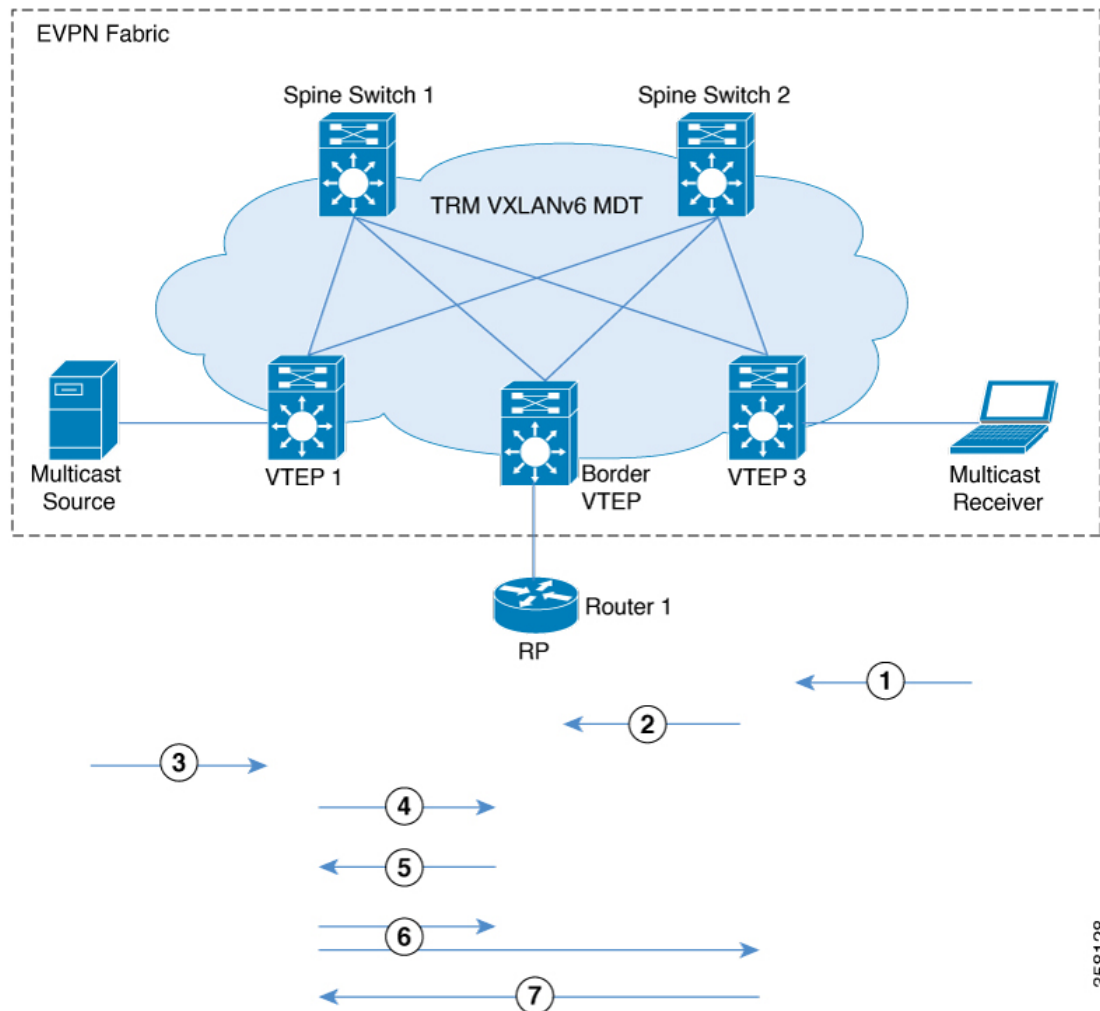 EVPN Fabric
Spine Switch 1
Spine Switch 2
TRM VXLANv6 MDT
Multicast
Source
VTEP 1
Border
VTEP
VTEP 3
Multicast
Receiver
Router 1
RP
1
2
3
4
5
6
7
358128